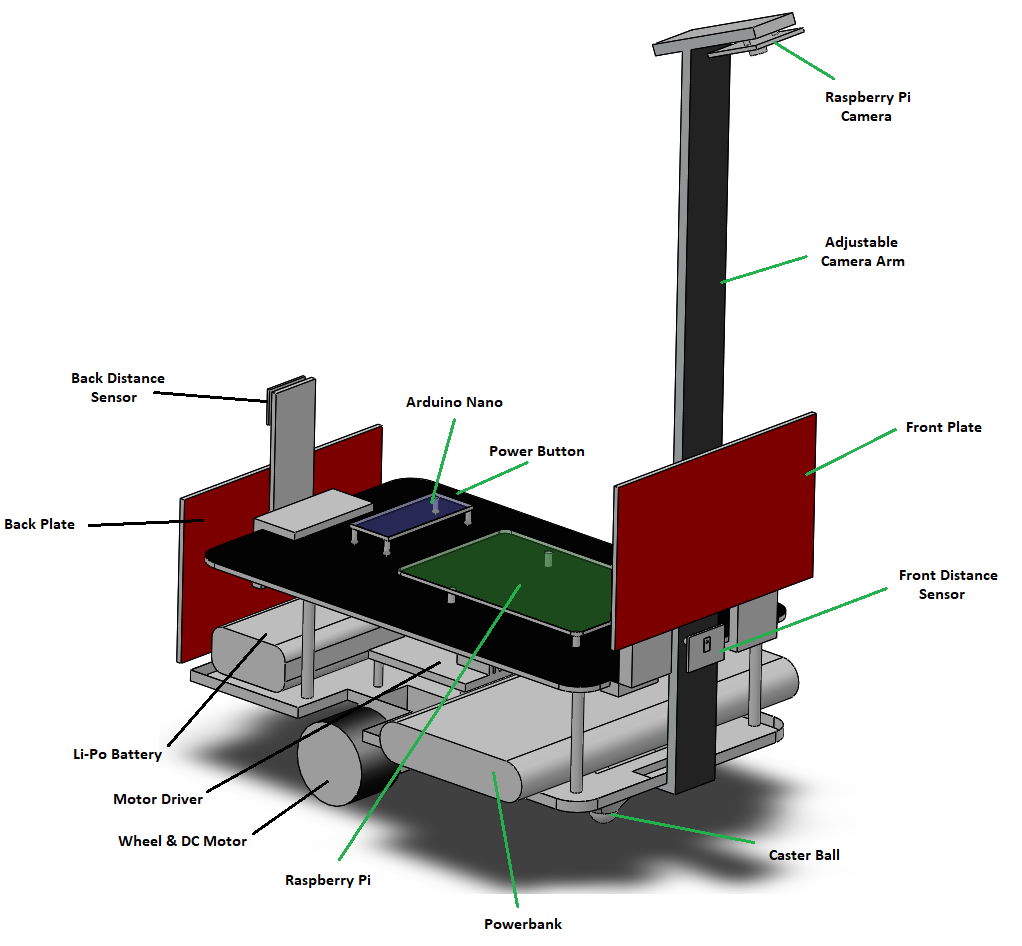 Raspberry Pi
Camera
Adjustable
Camera Arm
Back Distance
Sensor
Arduino Nano
Power Button
Front Plate
Back Plate
Front Distance
Sensor
Li-Po Battery
Motor Driver
Wheel & DC Motor
Caster Ball
Raspberry Pi
Powerbank